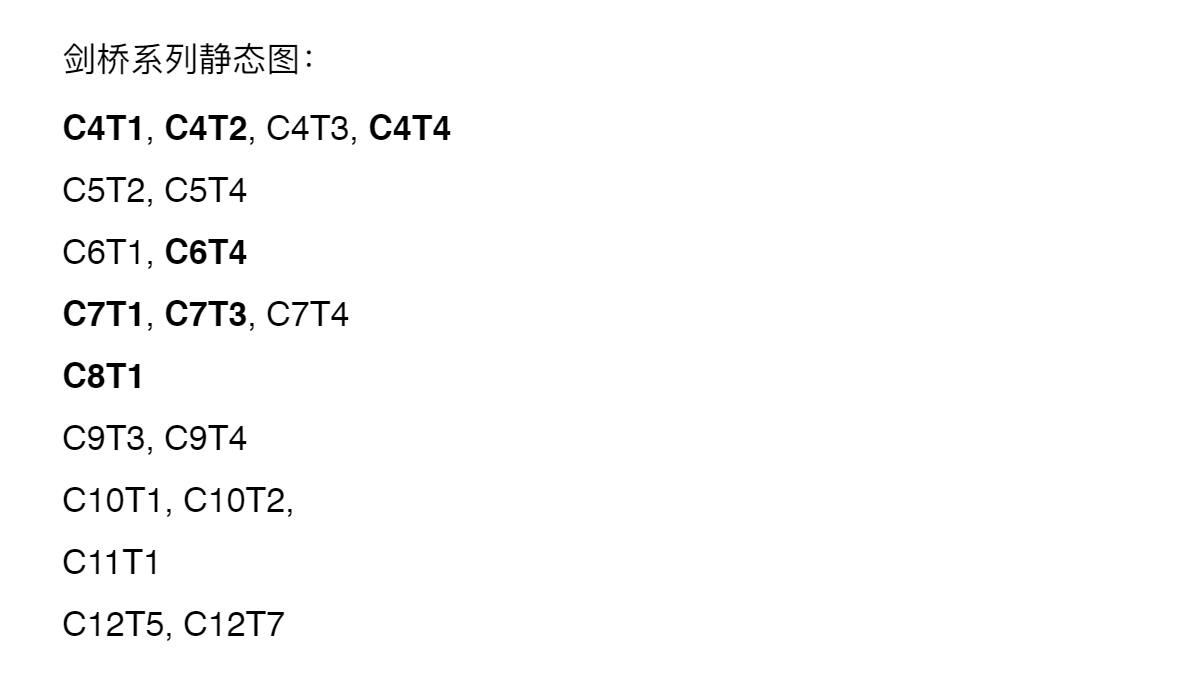 剑桥系列静态图：
C4T1, C4T2, C4T3, C4T4
C5T2, C5T4
C6T1, C6T4
C7T1, C7T3, C7T4
C8T1
C9T3, C9T4
C10T1, C10T2,
C11T1
C12T5, C12T7